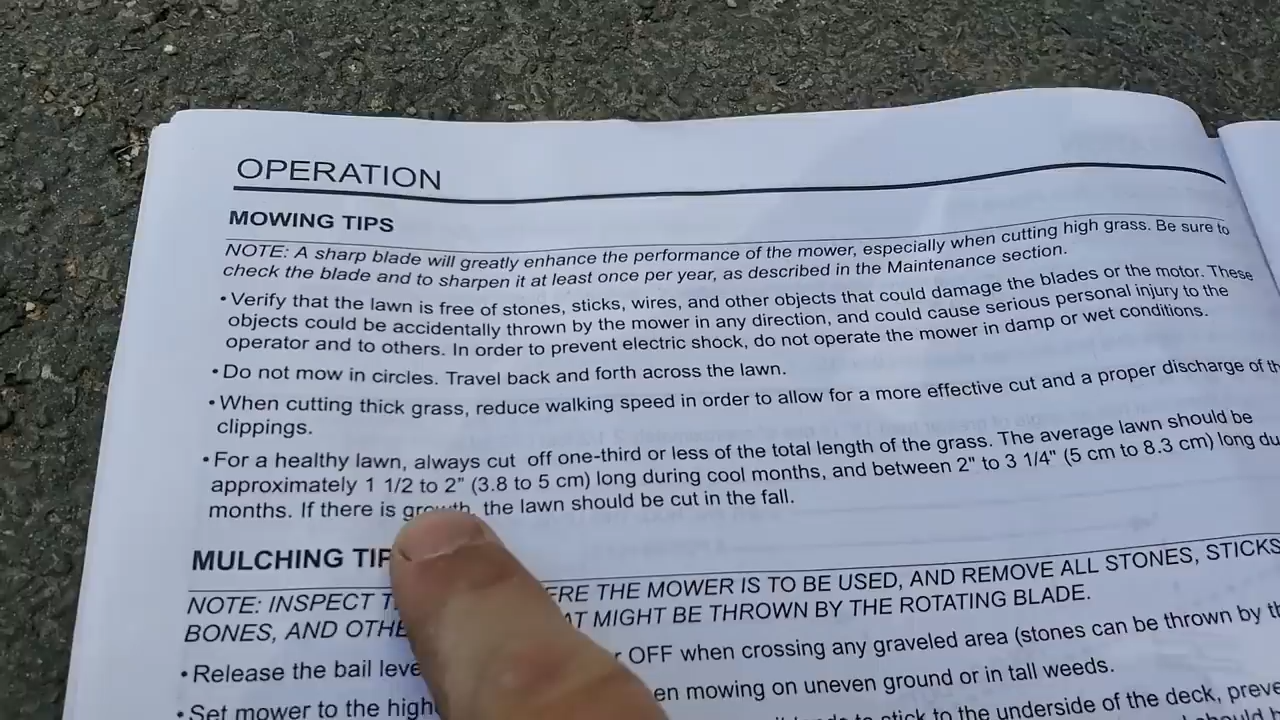 OPERATION
MOWING TIPS
NOTE: A sharp blade will greatly enhance the performance of the mower, especially when cutting high grass. Be sure to
check the blade and to sharpen it at least once per year, as described in the Maintenance section.
•Verify that the lawn is free of stones, sticks, wires, and other objects that could damage the blades or the motor. These
objects could be accidentally thrown by the mower in any direction, and could cause serious personal injury to the
operator and to others. In order to prevent electric shock, do not operate the mower in damp or wet conditions.
•Do not mow in circles. Travel back and forth across the lawn.
•When cutting thick grass, reduce walking speed in order to allow for a more effective cut and a proper discharge of
clippings.
•For a healthy lawn, always cut off one-third or less of the total length of the grass. The average lawn should be
approximately 1 1/2 to 2" (3.8 to 5 cm) long during cool months, and between 2" to 3 1/4" (5 cm to 8.3 cm) long
months. If there is growth, the lawn should be cut in the fall.
MULCHING
NOTE: INSPECT THE MOWER IS TO BE USED, AND REMOVE ALL STONES, STICKS
BONES, AND MIGHT BE THROWN BY THE ROTATING BLADE.
•Release the bail OFF when crossing any graveled area (stones can be thrown by
mowing on uneven ground or in tall weeds.
•Set mower to the to stick to the underside of the deck,